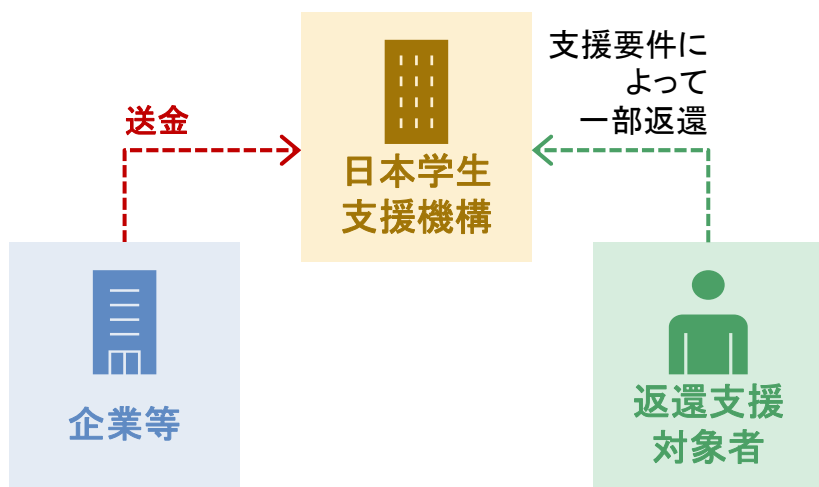 支援要件に
よって
一部返還
送金
日本学生
支援機構
企業等
返還支援
対象者